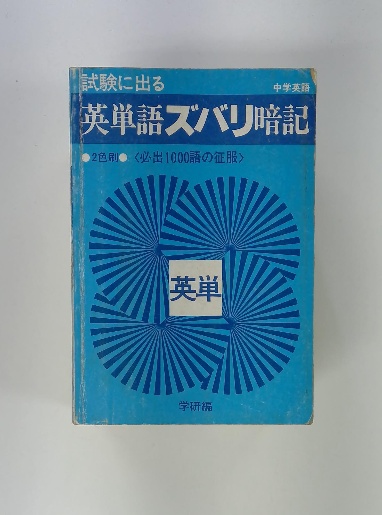 試験に出る
中学英語
英単語ズバリ暗記
●2色刷●〈必出1000語の征服〉
英単
学研編